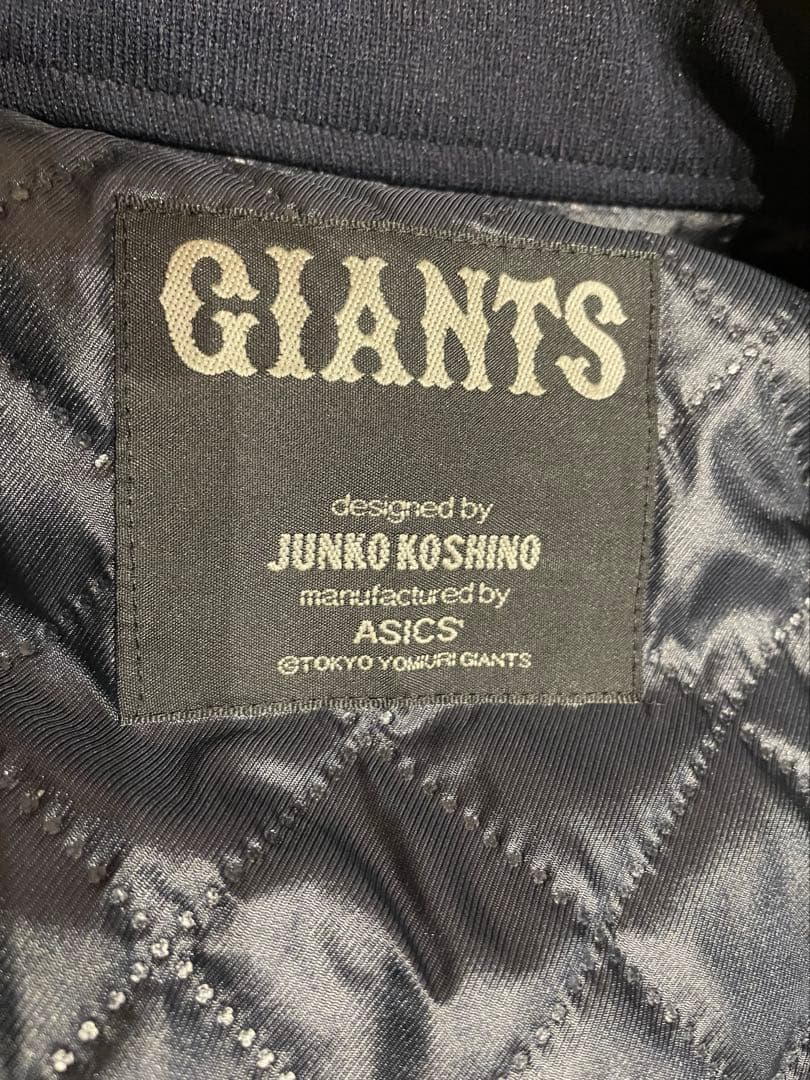 GIANTS
designed by
JUNKO KOSHINO
manufactured by
ASICS®
©TOKYO YOMIURI GIANTS